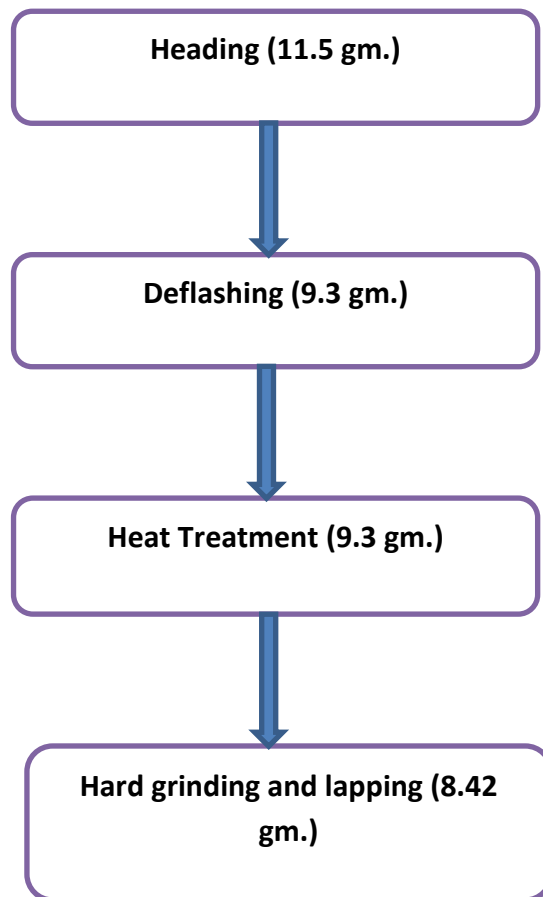 Heading (11.5 gm.)
Deflashing (9.3 gm.)
Heat Treatment (9.3 gm.)
Hard grinding and lapping (8.42
gm.)